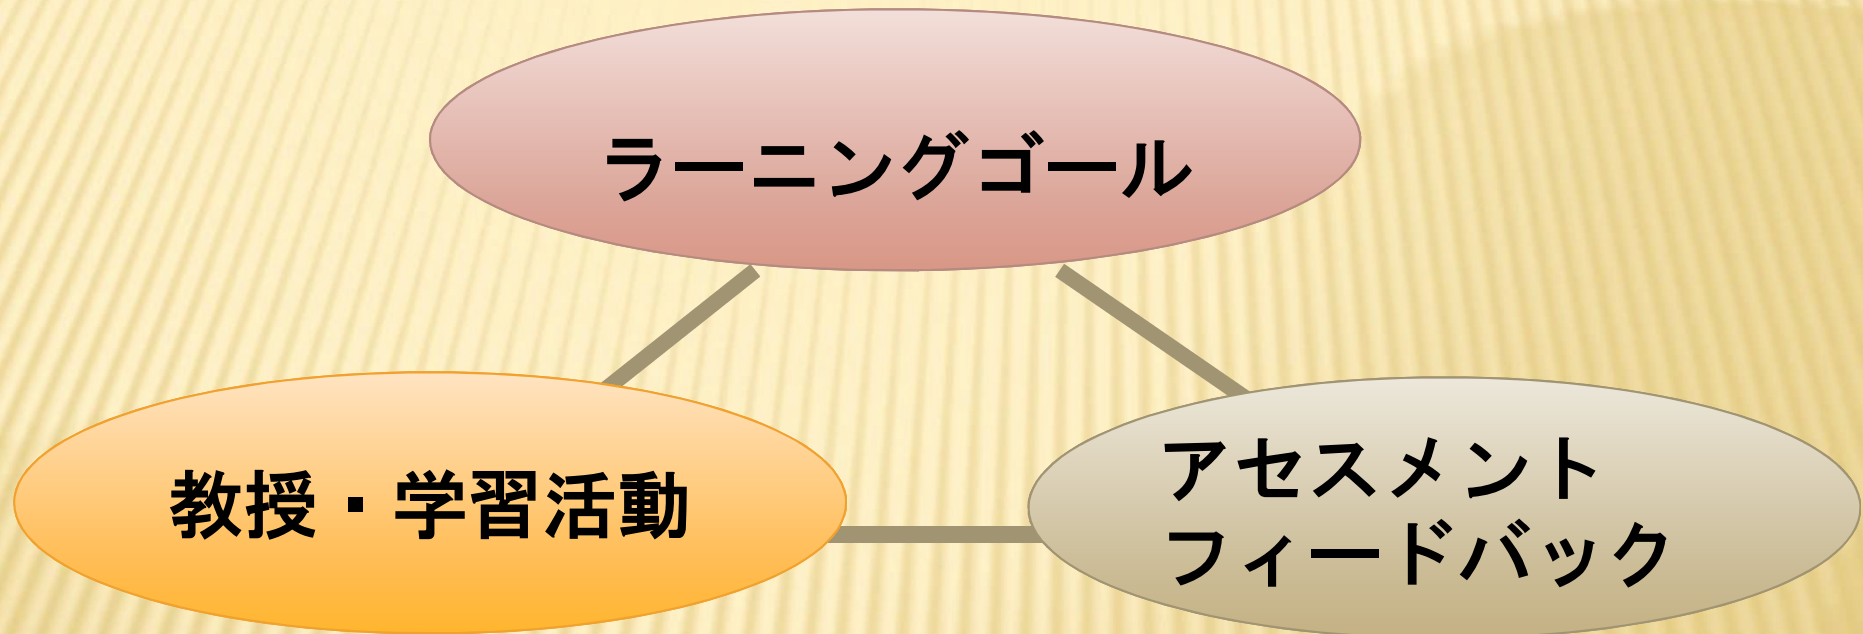 ラーニングゴール
教授・学習活動
アセスメント
フィードバック